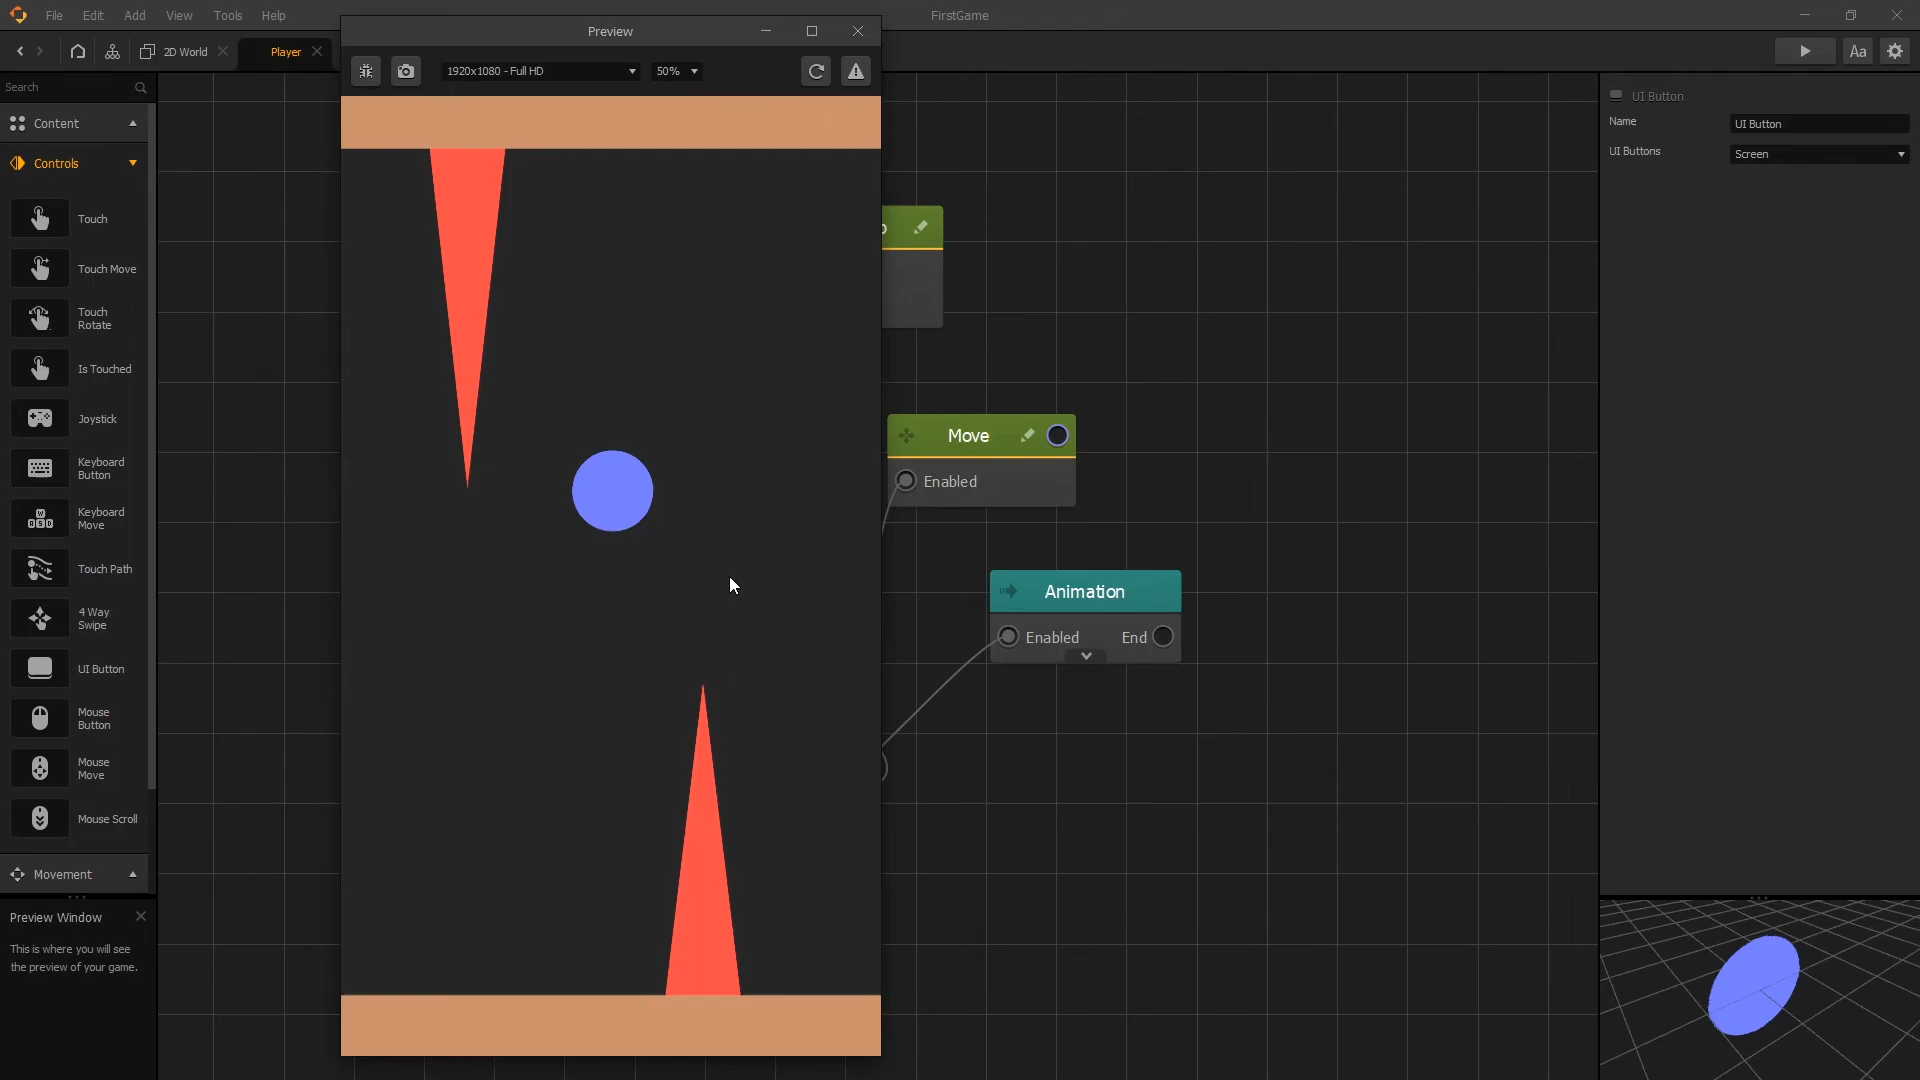 File Edit Add View Tools Help
FirstGame
2D World
Player
Preview
1920x1080 - Full HD
50%
Aa
Search
Content
Controls
Touch
Touch Move
Touch
Rotate
Is Touched
Joystick
Keyboard
Button
Keyboard
Move
Touch Path
4 Way
Swipe
UI Button
Mouse
Button
Mouse
Move
Mouse Scroll
Movement
Preview Window
This is where you will see
the preview of your game.
Move
Enabled
Animation
Enabled
End
UI Button
Name
UI Button
UI Buttons
Screen